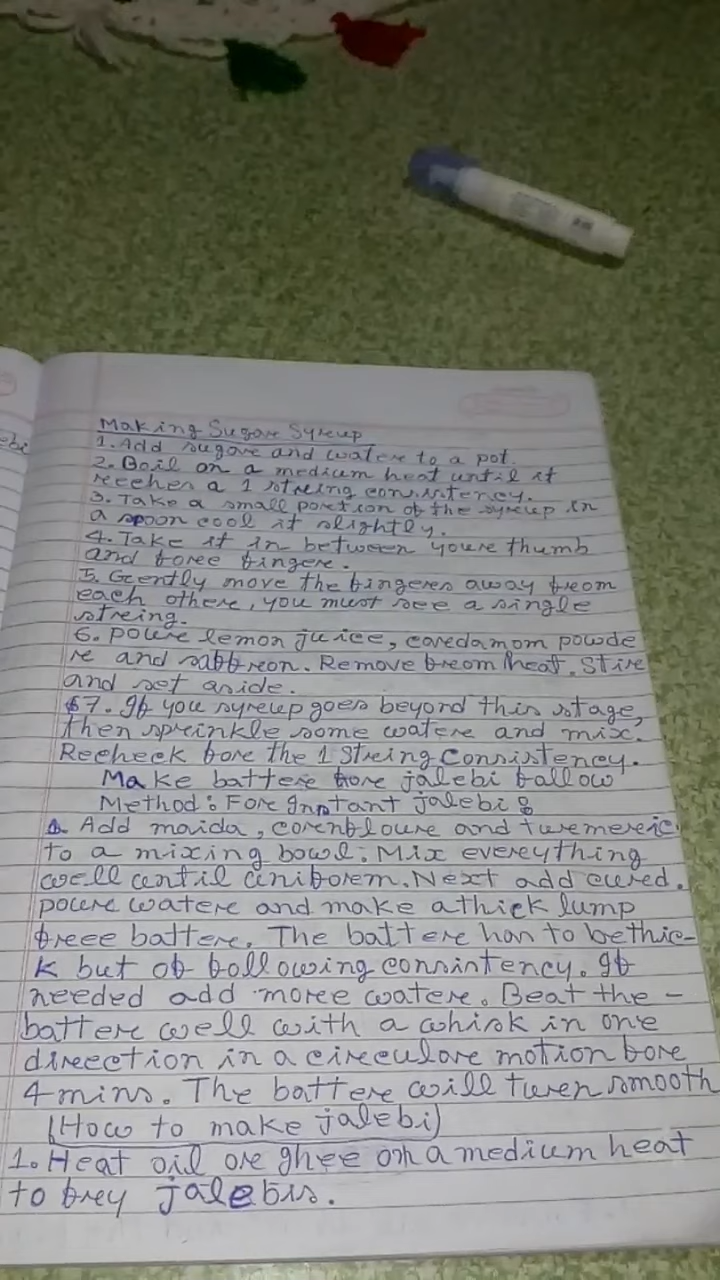 ebi
Making Sugar Syrup
1. Add sugar and water to a pot.
2. Boil on a medium heat until it
reeches a 1 string consistency.
3. Take a small portion of the syrup in
a spoon cool it slightly.
4. Take it in between your thumb
and fore finger.
5. Gently move the fingers away from
each other, you must see a single
string.
6. pour lemon juice, cardamom powde
r and saffron. Remove from heat. Stir
and set aside.
7. If you syrup goes beyond this stage,
then sprinkle some water and mix.
Recheck for the 1 String Consistency.
Make batter for jalebi fallow
Method: For Instant jalebi:
1. Add maida, cornflour and turmeric
to a mixing bowl. Mix everything
well until uniform. Next add curd.
pour water and make a thick lump
free batter. The batter has to be thic-
k but of following consistency. If
needed add more water. Beat the -
batter well with a whisk in one
direction in a circular motion for
4 mins. The batter will turn smooth
(How to make jalebi)
1. Heat oil or ghee on a medium heat
to fry jalebis.